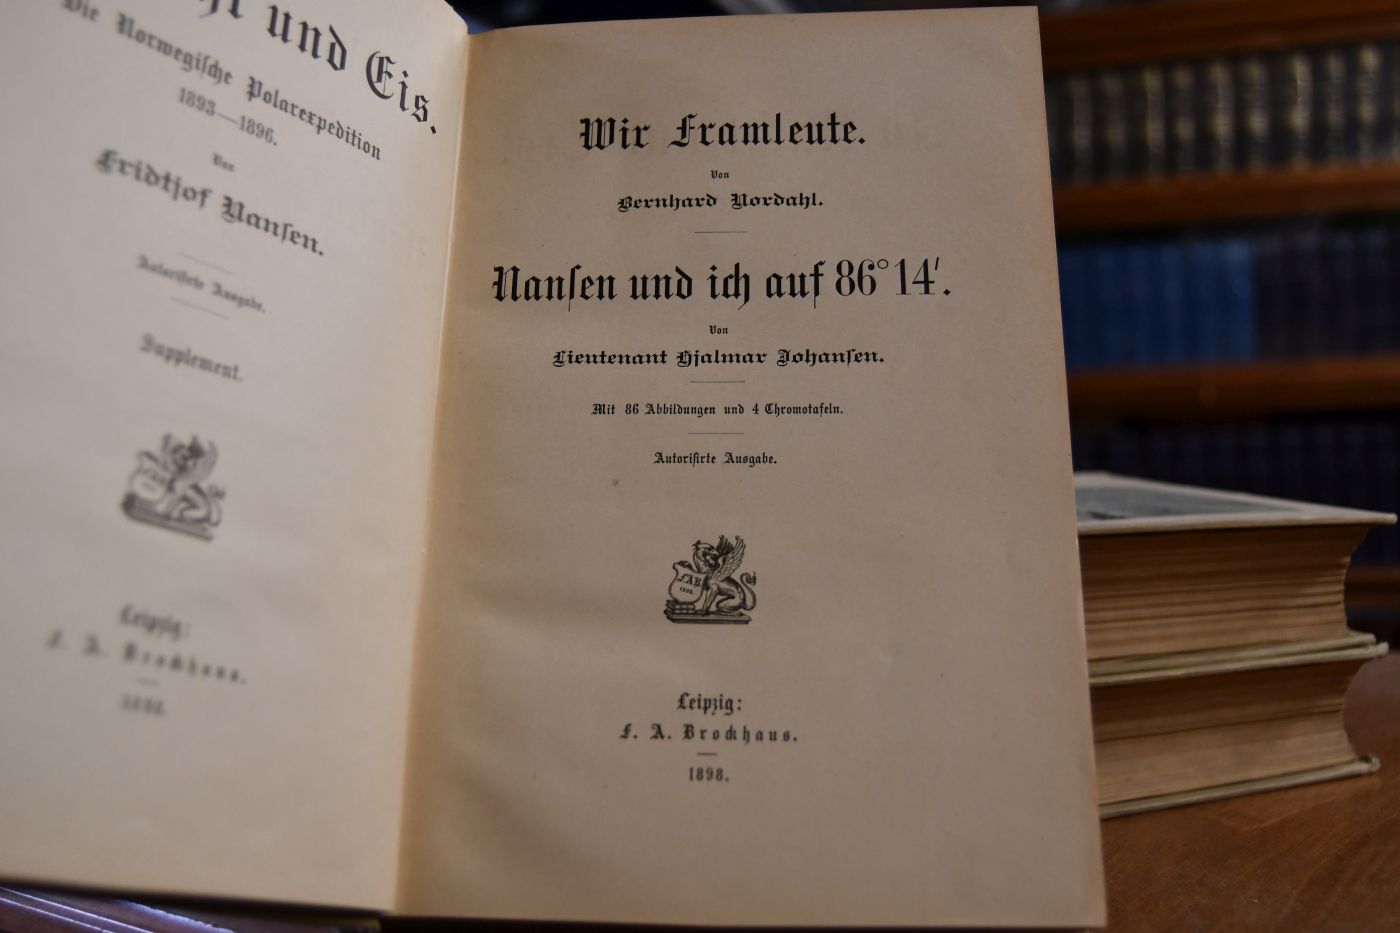 und Eis.
Die Norwegische Polarexpedition
1893—1896.
Von
Fridtjof Nanſen.
Autoriſirte Ausgabe.
Supplement.
Leipzig:
F. A. Brockhaus.
1898.
Wir Framleute.
Von
Bernhard Nordahl.
Nanſen und ich auf 86° 14′.
Von
Lieutenant Hjalmar Johanſen.
Mit 86 Abbildungen und 4 Chromotafeln.
Autoriſirte Ausgabe.
F.A.B.
Leipzig:
F. A. Brockhaus.
1898.